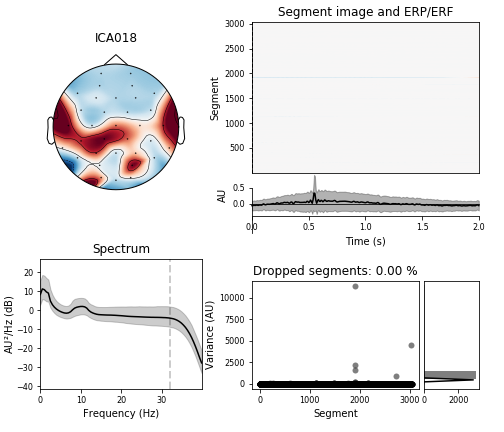 ICA018
Segment image and ERP/ERF
Segment
3000
2500
2000
1500
1000
500
AU
0.5
0.0
0.0 0.5 1.0 1.5 2.0
Time (s)
Spectrum
AU²/Hz (dB)
20
10
0
−10
−20
−30
−40
0 10 20 30
Frequency (Hz)
Dropped segments: 0.00 %
Variance (AU)
10000
7500
5000
2500
0
0 1000 2000 3000
Segment
0 2000